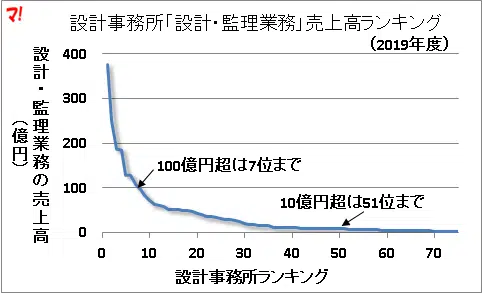 マ!
設計事務所「設計・監理業務」売上高ランキング
（2019年度）
設計・監理業務の売上高
（億円）
400
300
200
100
0
100億円超は7位まで
10億円超は51位まで
0 10 20 30 40 50 60 70
設計事務所ランキング